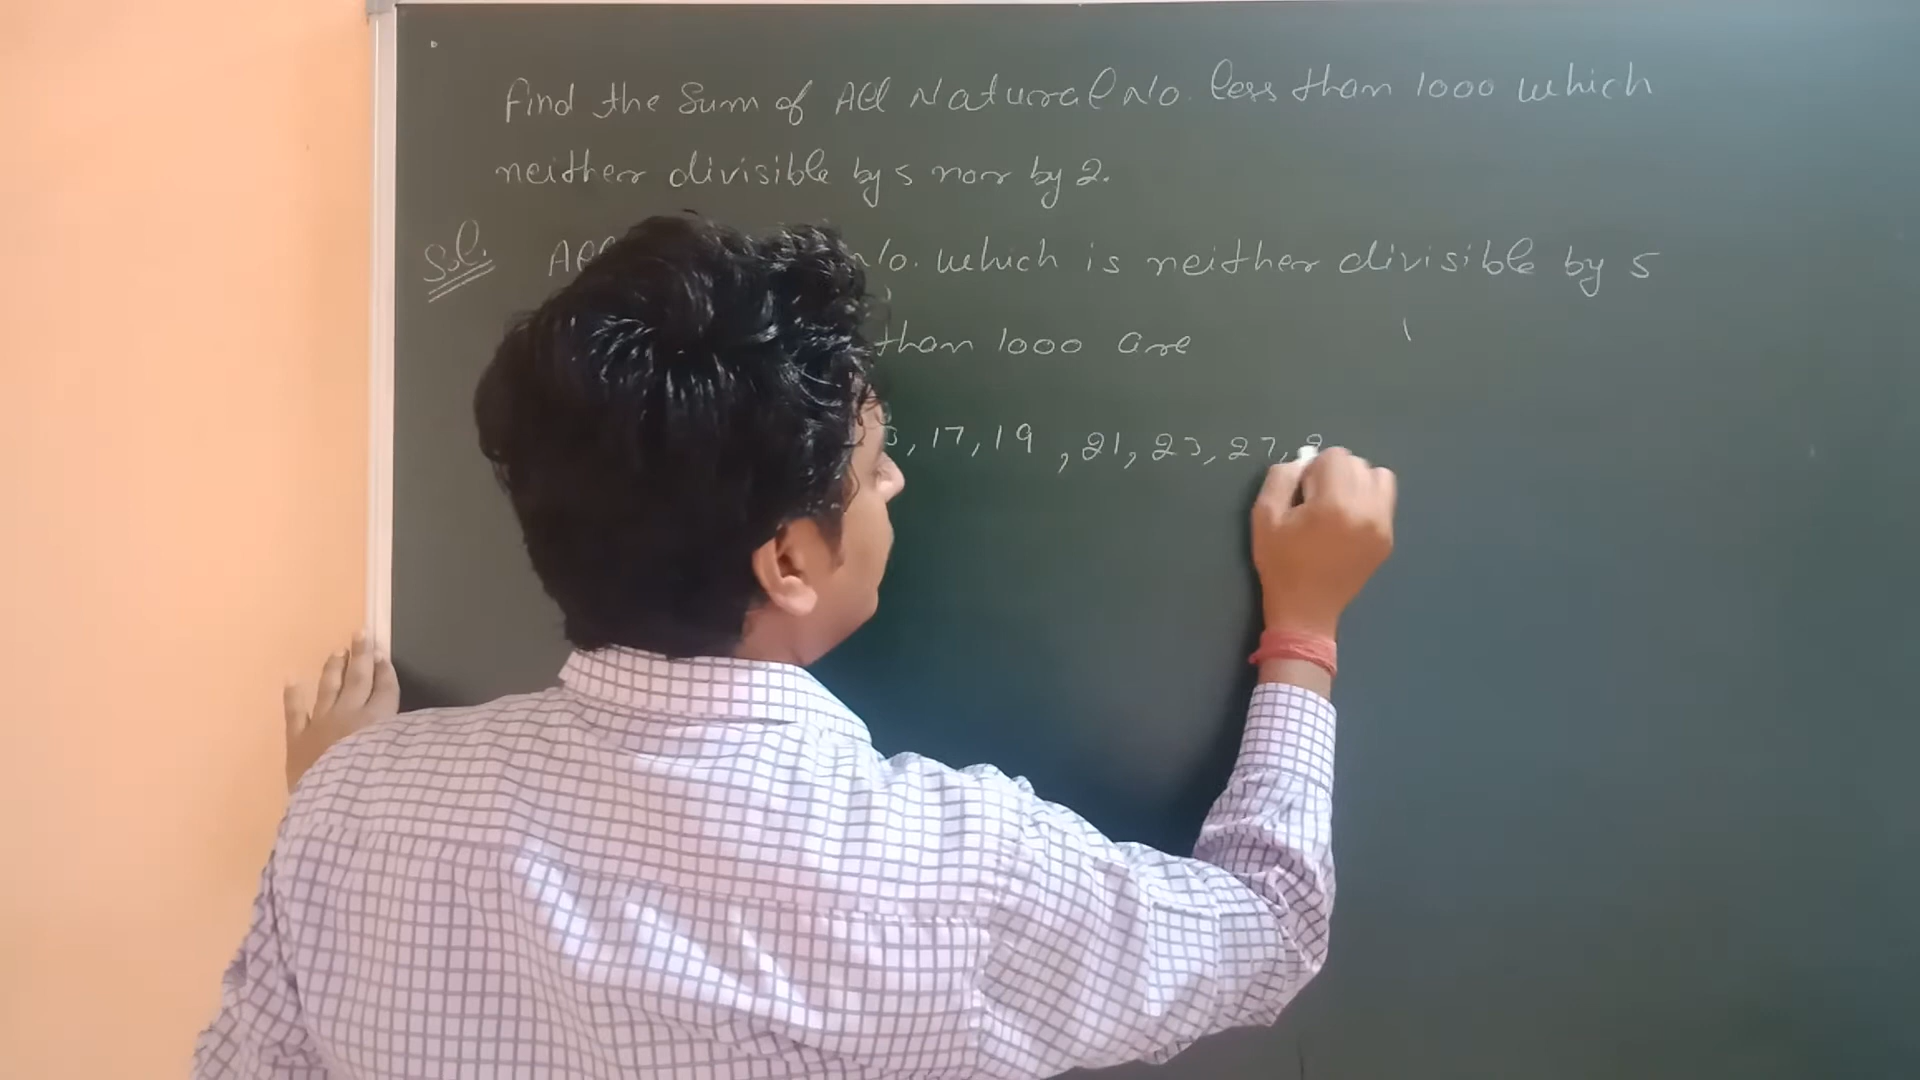 Find the Sum of All Natural No. less than 1000 which
neither divisible by 5 nor by 2.
Sol. All No. which is neither divisible by 5
than 1000 are
, 17, 19, 21, 23, 27,